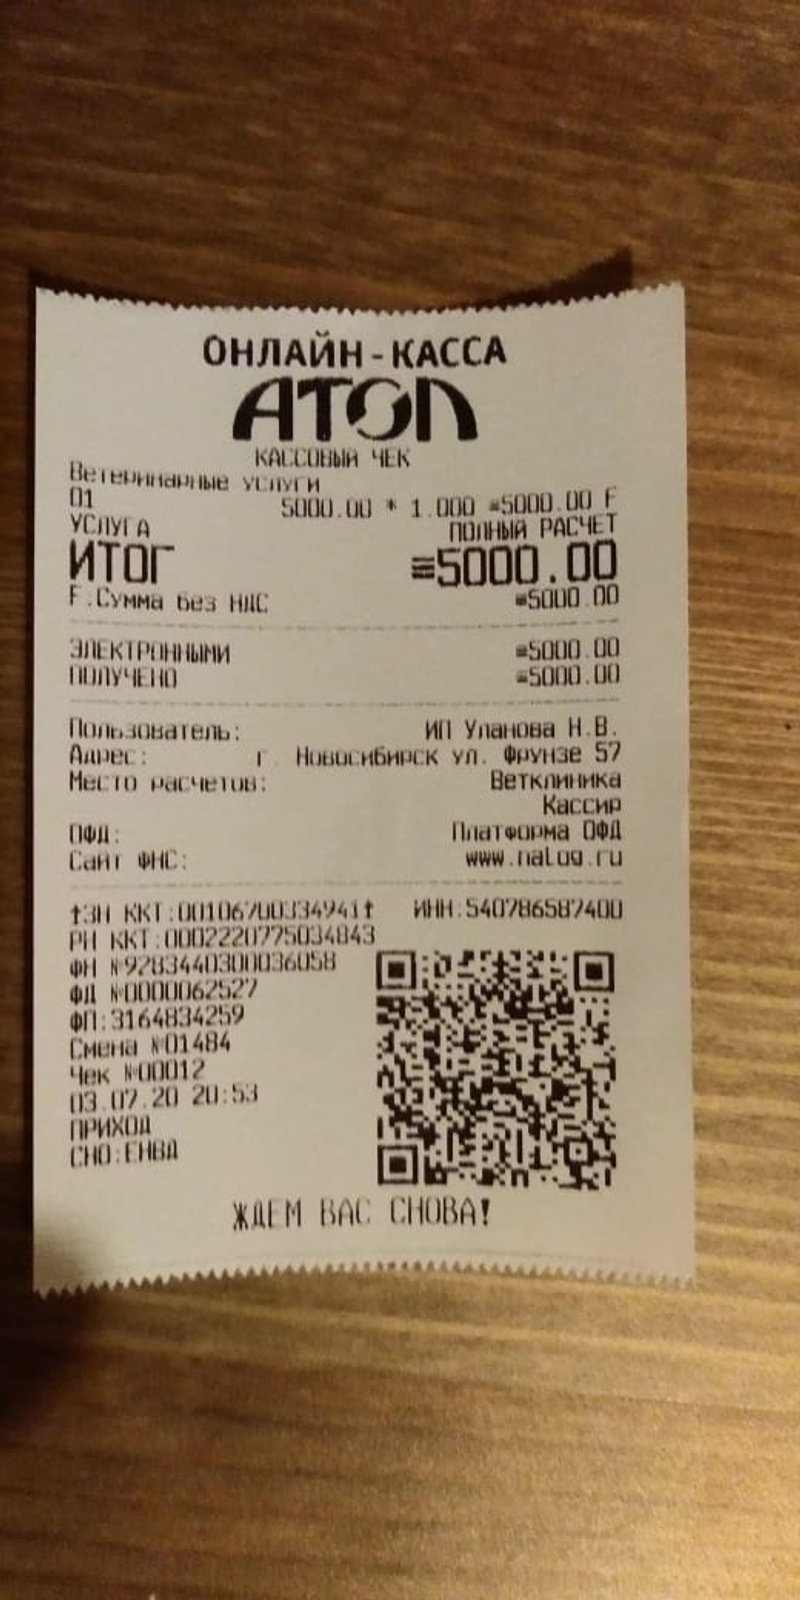 ОНЛАЙН-КАССА
АТОЛ
КАССОВЫЙ ЧЕК
Ветеринарные услуги
01 5000.00 * 1.000 ≡5000.00 F
УСЛУГА ПОЛНЫЙ РАСЧЕТ
ИТОГ ≡5000.00
F.Сумма без НДС ≡5000.00
ЭЛЕКТРОННЫМИ ≡5000.00
ПОЛУЧЕНО ≡5000.00
Пользователь: ИП Уланова Н.В.
Адрес: г. Новосибирск ул. Фрунзе 57
Место расчетов: Ветклиника
Кассир
ОФД: Платформа ОФД
Сайт ФНС: www.nalog.ru
↑ЗН ККТ:00106700334941↑ ИНН:540786587400
РН ККТ:0002220775034843
ФН №9283440300036058
ФД №0000062527
ФП:3164834259
Смена №01484
Чек №00012
03.07.20 20:53
ПРИХОД
СНО:ЕНВД
ЖДЕМ ВАС СНОВА!